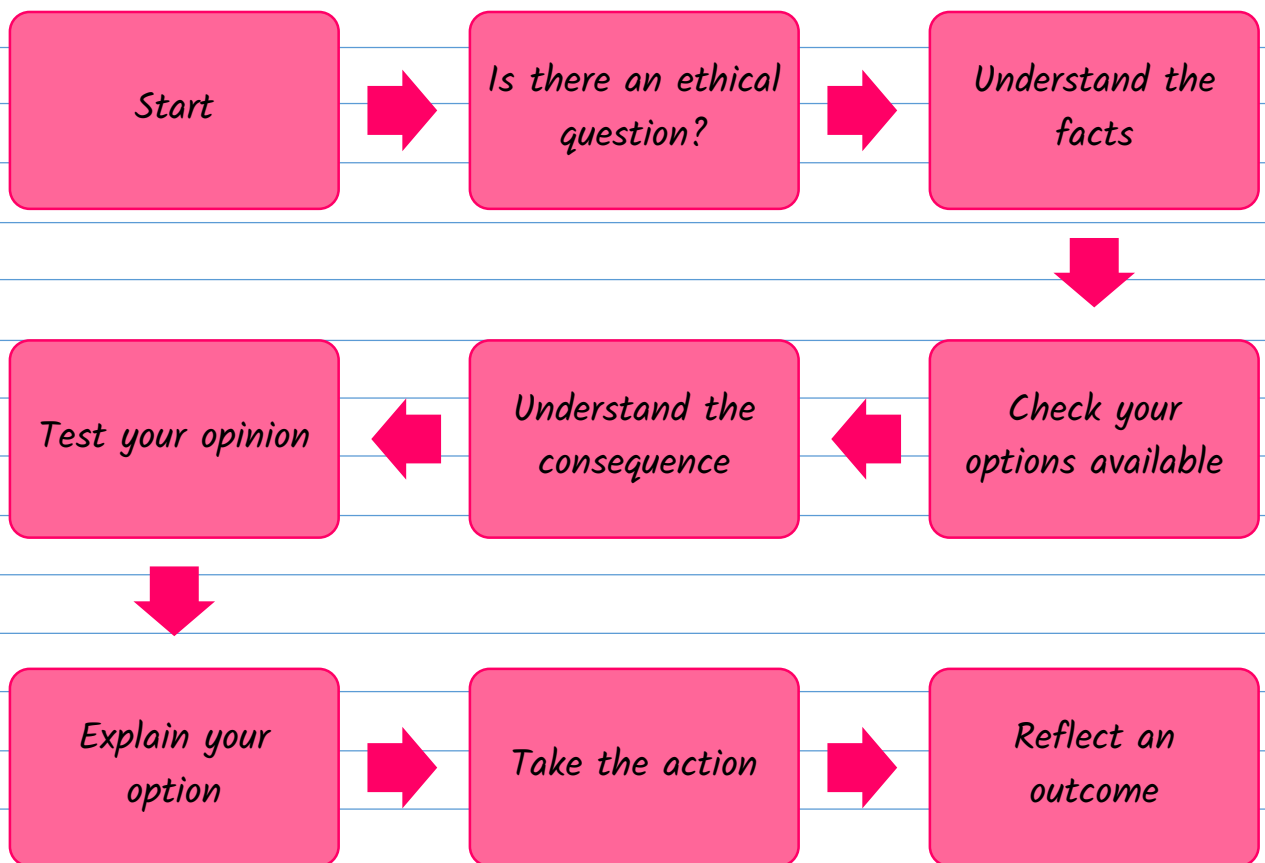 Start
Is there an ethical
question?
Understand the
facts
Check your
options available
Understand the
consequence
Test your opinion
Explain your
option
Take the action
Reflect an
outcome